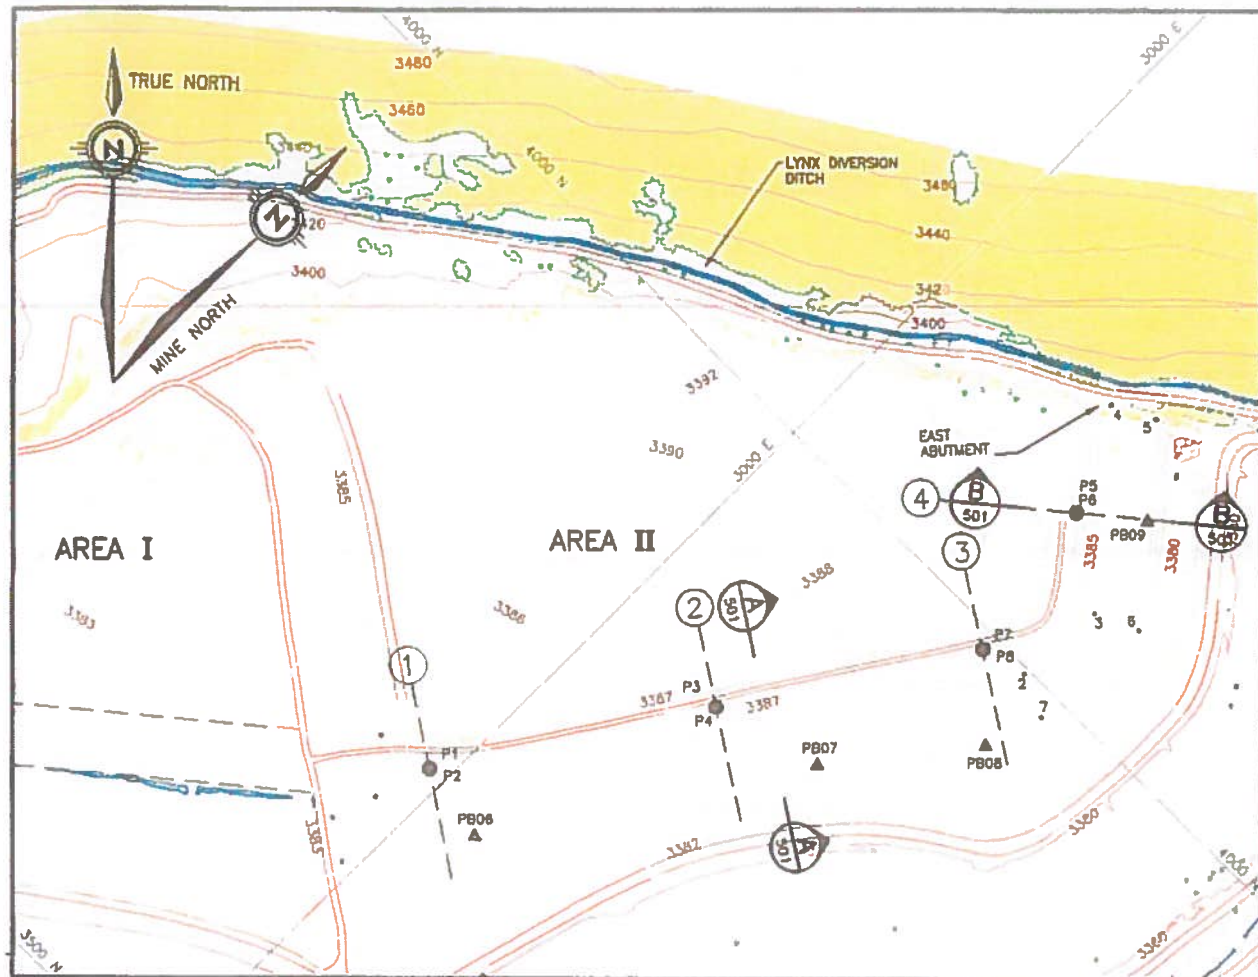 4000 N
3000 E
3480
TRUE NORTH
3460
N
4000 N
LYNX DIVERSION
DITCH
3480
N
3420
3440
3400
MINE NORTH
3420
3400
3392
4
5
EAST
ABUTMENT
3390
3000 E
3385
P5
P6
4
B
501
B
501
PB09
3385
3380
AREA I
AREA II
3
3388
2
A
501
3393
3386
3
6
1
P7
P8
2
P3
3387
3387
P4
7
P1
P2
PB07
PB08
PB06
3385
3382
A
501
3380
4000 N
3500 N
3365